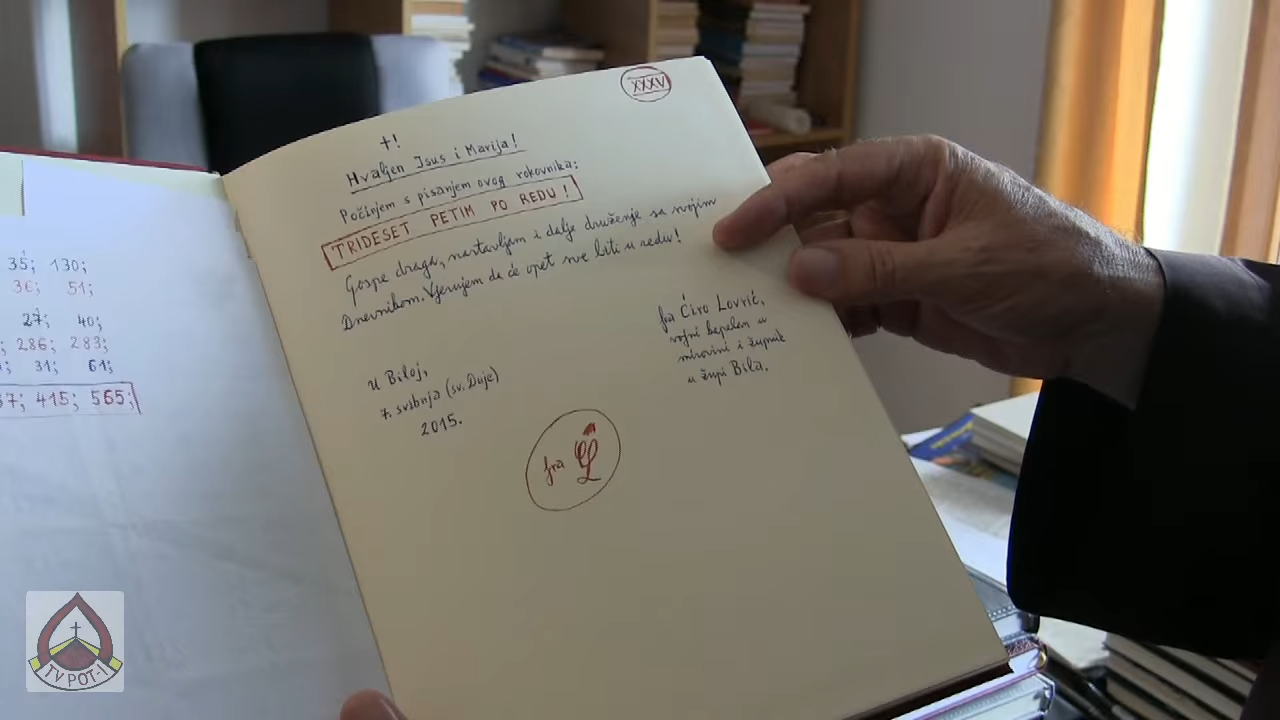 35; 130;
36; 51;
27; 40;
286; 283;
31; 61;
37; 415; 565;
XXXV
+!
Hvaljen Isus i Marija!
Počinjem s pisanjem ovog rokovnika;
TRIDESET PETIM PO REDU!
Gospe draga, nastavljam i dalje druženje sa svojim
Dnevnikom. Vjerujem da će opet sve biti u redu!
fra Ćiro Lovrić,
vojni kapelan u
mirovini i župnik
u župi Bila.
U Biloj,
7. svibnja (sv. Duje)
2015.
fra
TV POT-1